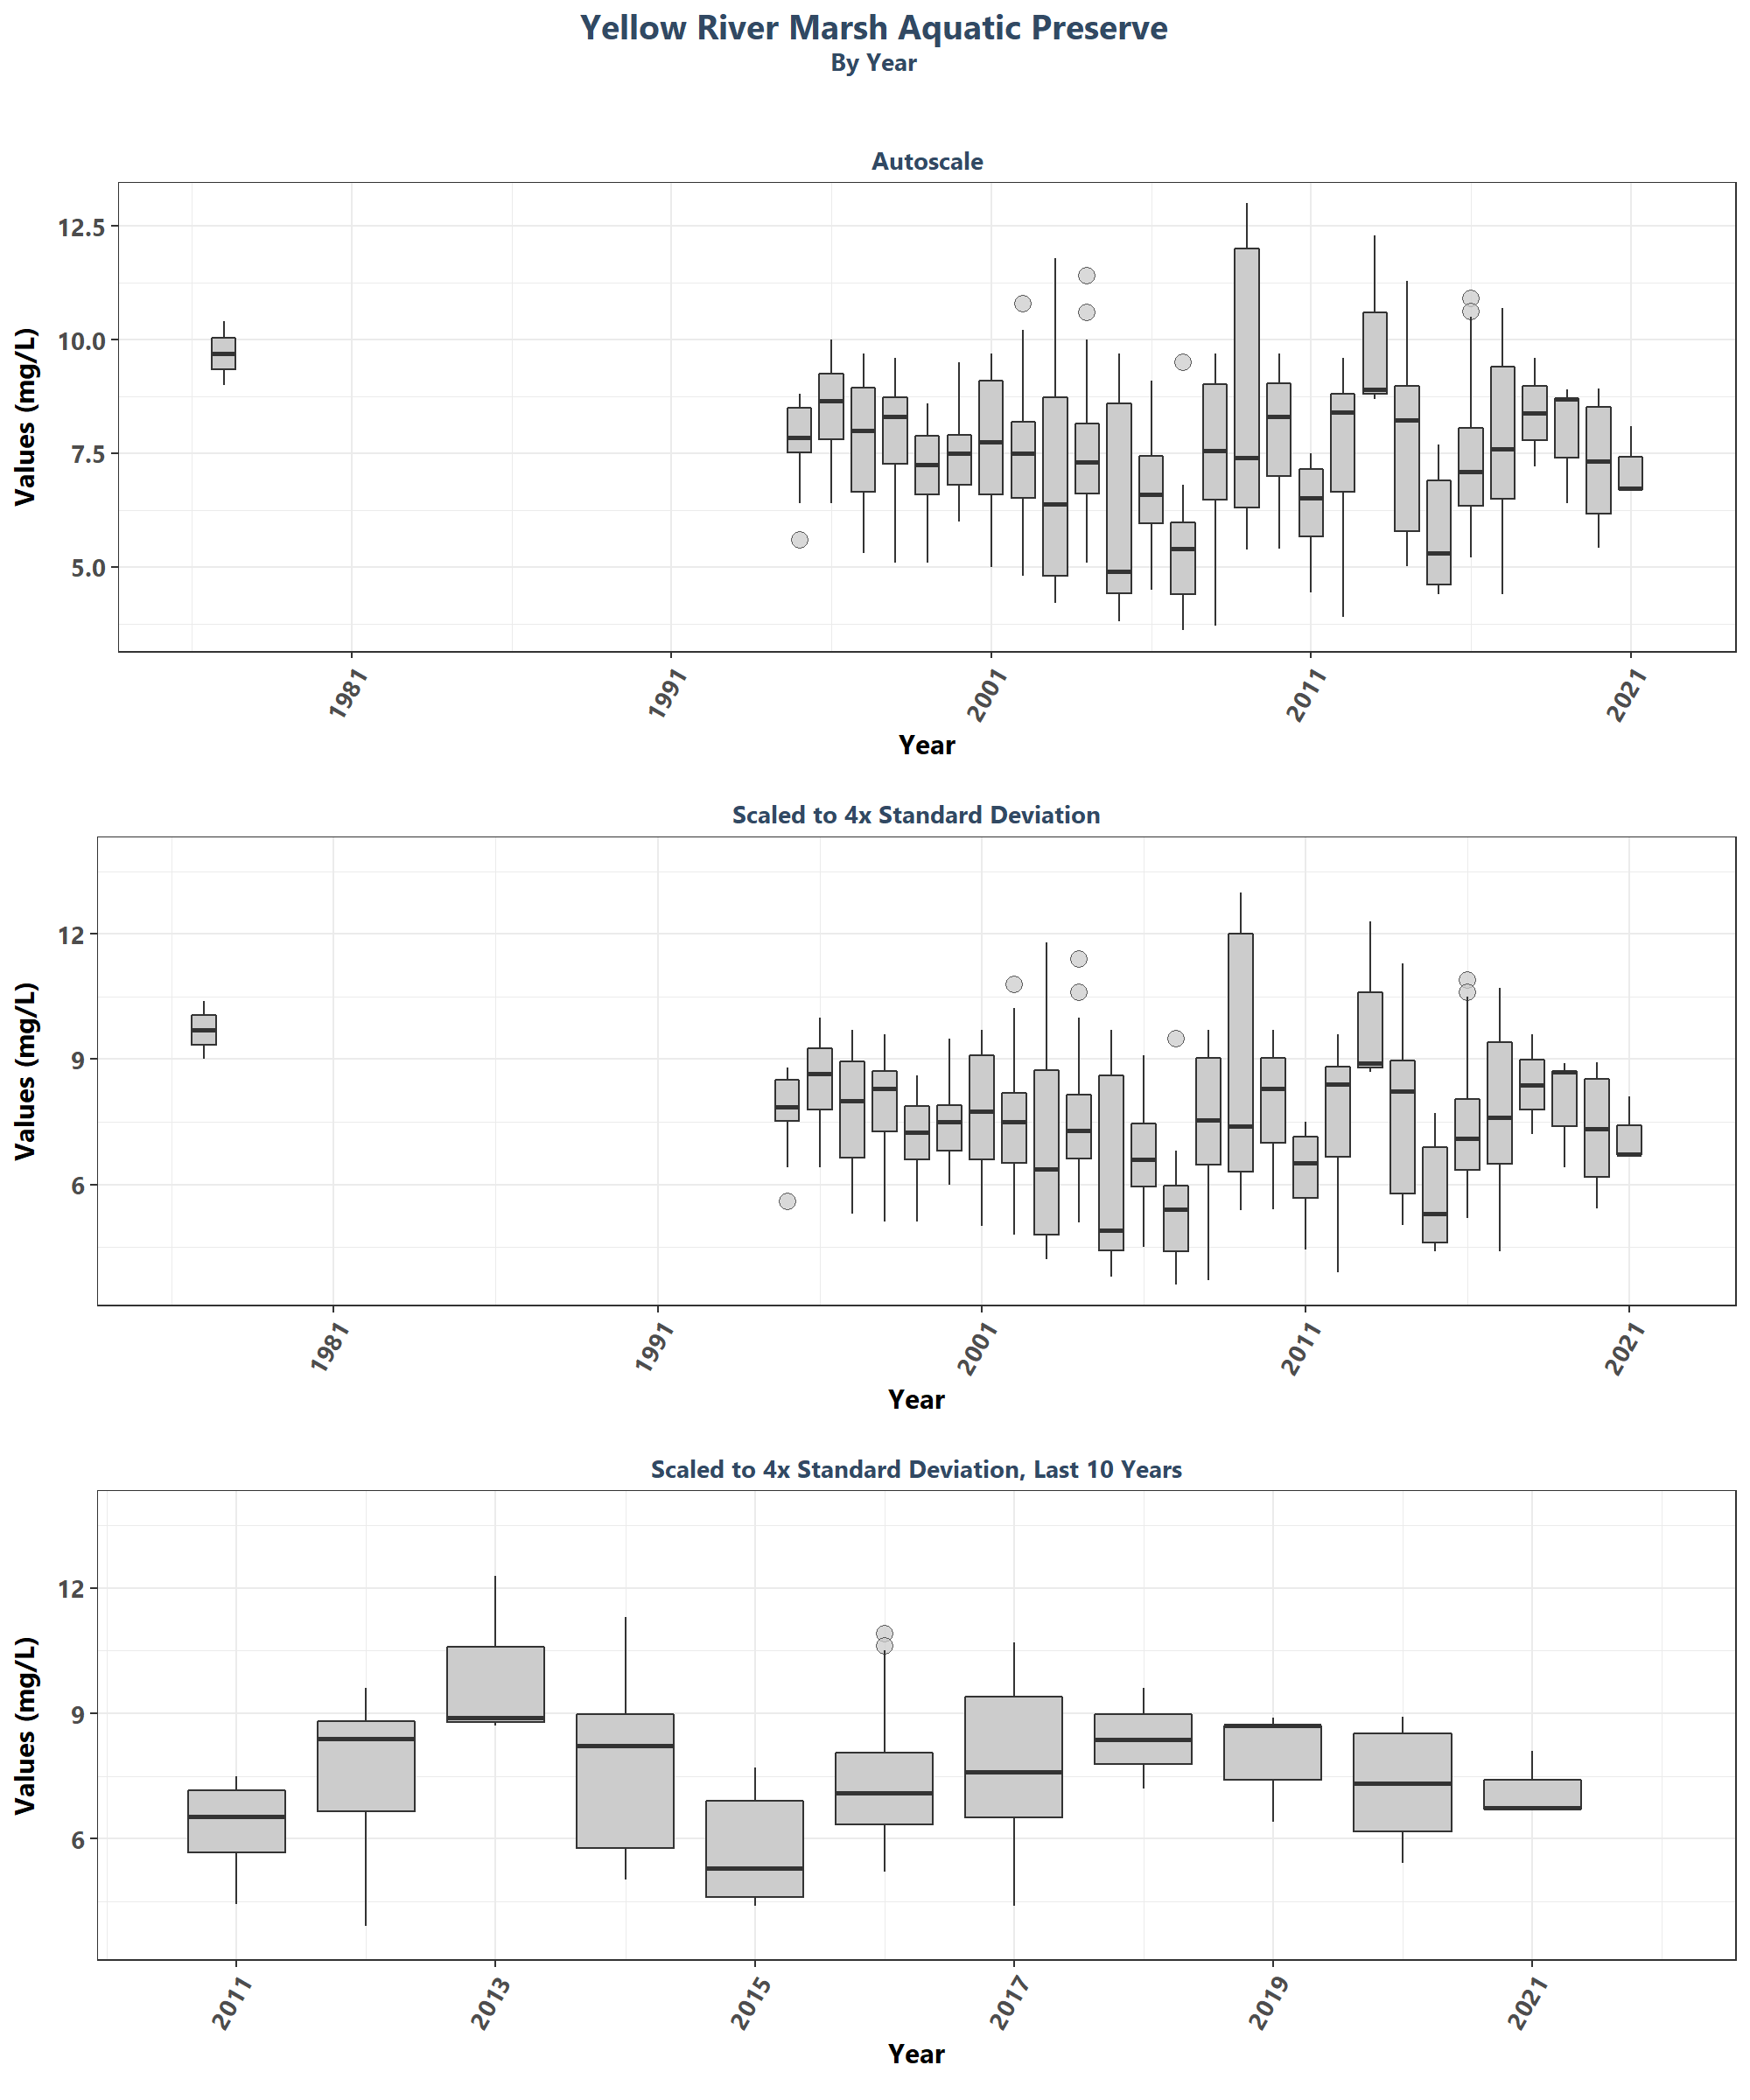 Yellow River Marsh Aquatic Preserve
By Year
Autoscale
Values (mg/L)
12.5
10.0
7.5
5.0
1981 1991 2001 2011 2021
Year
Scaled to 4x Standard Deviation
Values (mg/L)
12
9
6
1981 1991 2001 2011 2021
Year
Scaled to 4x Standard Deviation, Last 10 Years
Values (mg/L)
12
9
6
2011 2013 2015 2017 2019 2021
Year